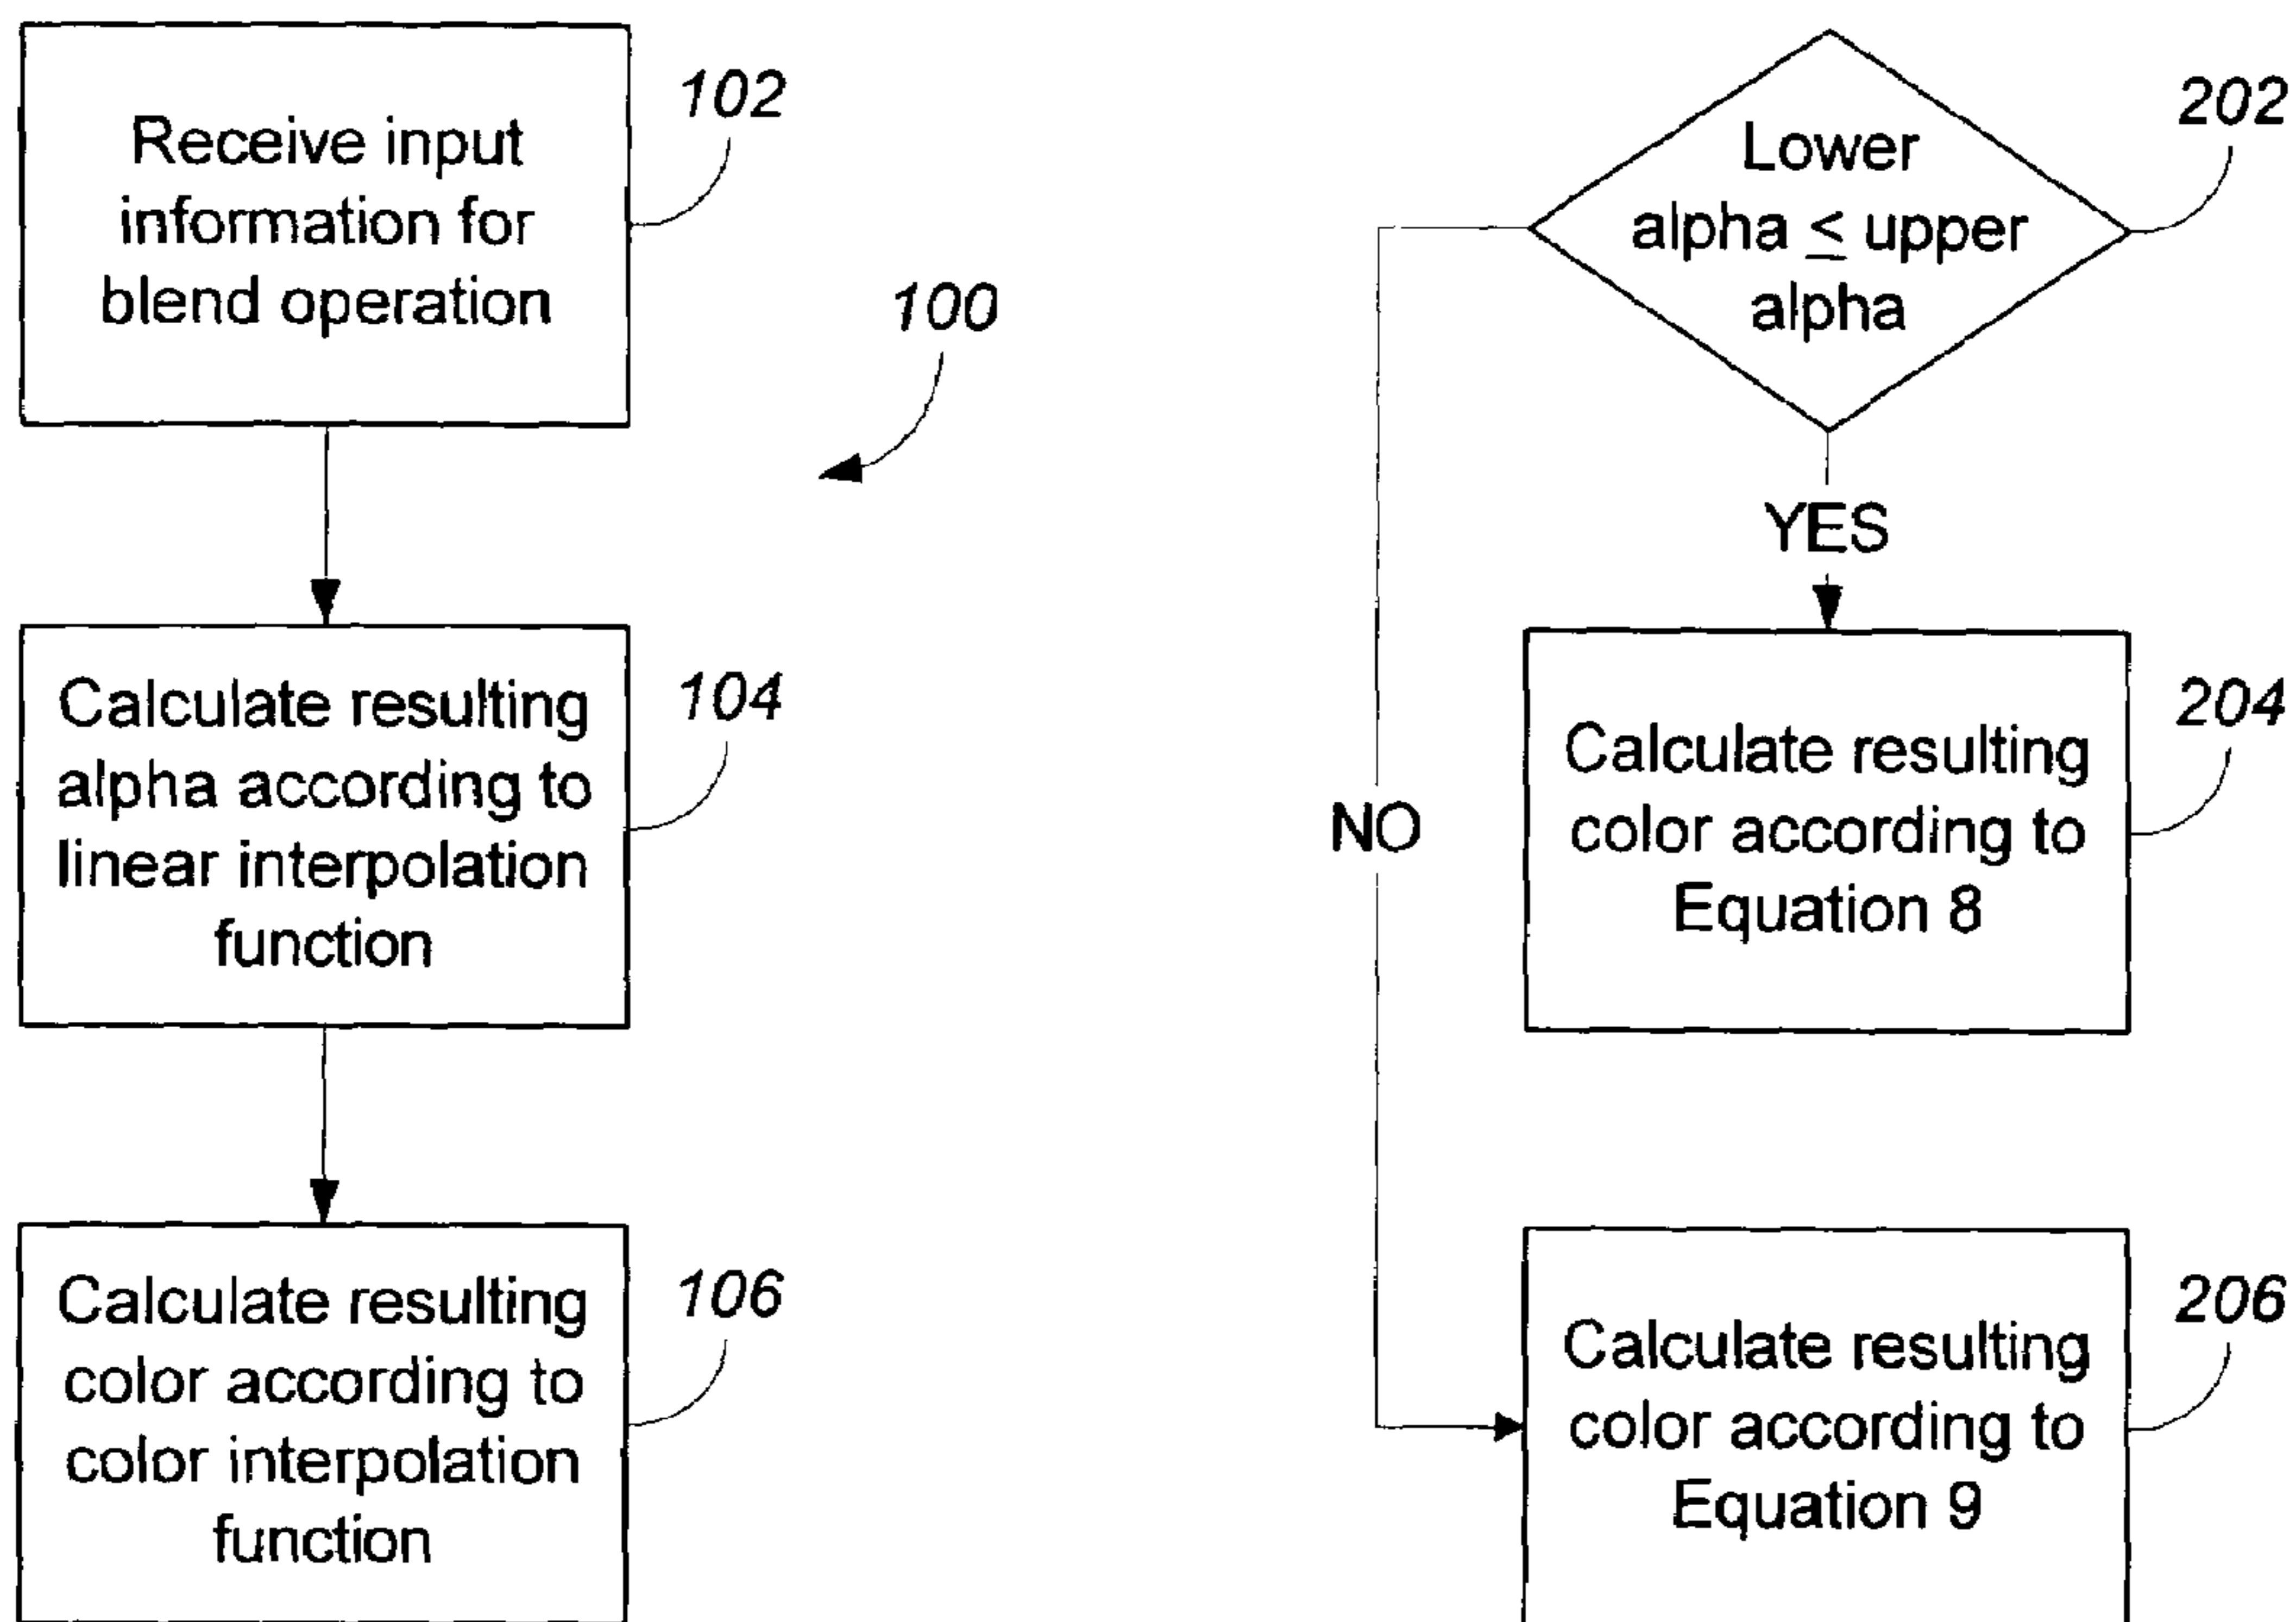 Receive input
information for
blend operation
102
100
Calculate resulting
alpha according to
linear interpolation
function
104
Calculate resulting
color according to
color interpolation
function
106
Lower
alpha ≤ upper
alpha
202
YES
NO
Calculate resulting
color according to
Equation 8
204
Calculate resulting
color according to
Equation 9
206